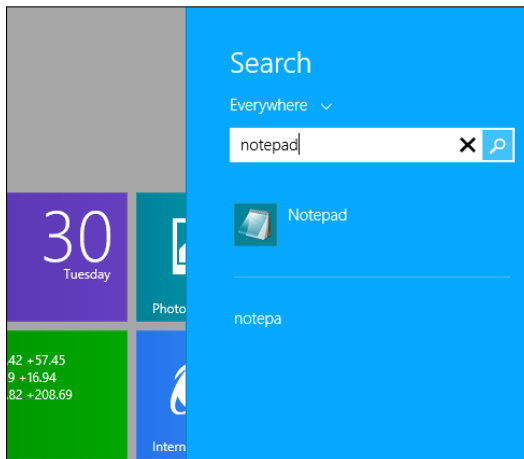 Search
Everywhere
notepad
Notepad
notepa
30
Tuesday
Photo
.42 +57.45
9 +16.94
.82 +208.69
Intern